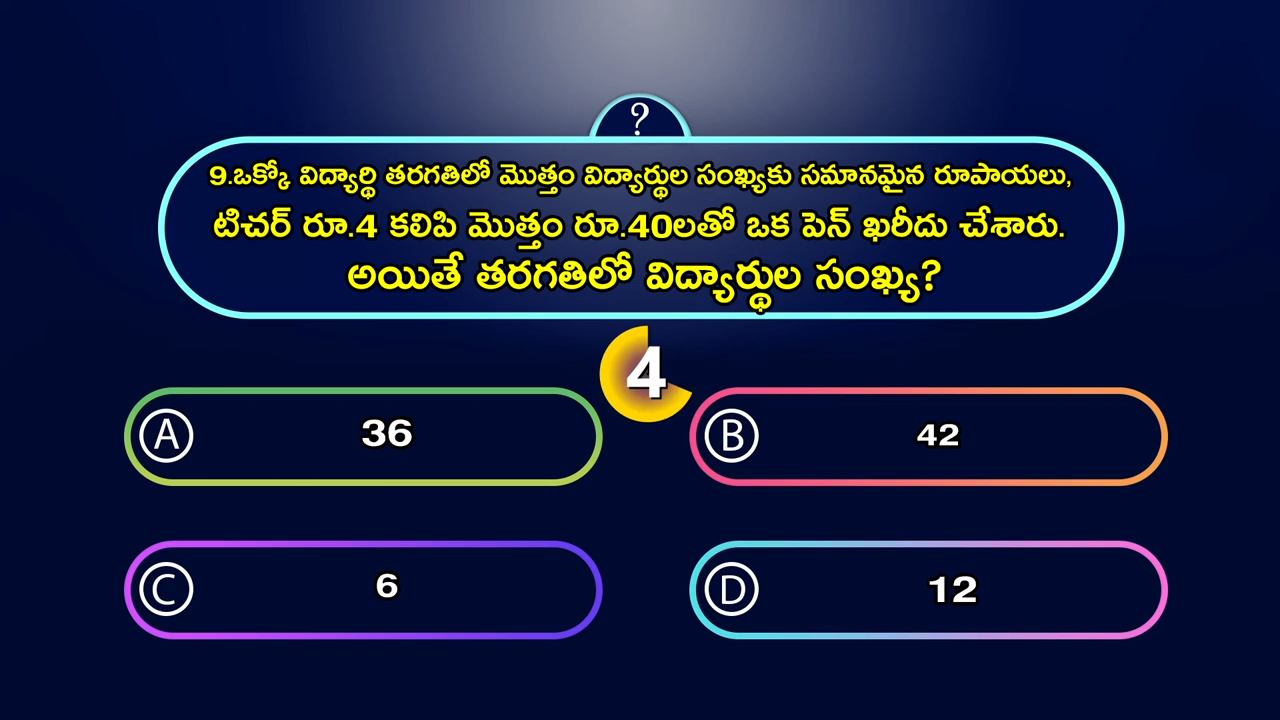 ?
9.ఒక్కో విద్యార్థి తరగతిలో మొత్తం విద్యార్థుల సంఖ్యకు సమానమైన రూపాయలు,
టిచర్ రూ.4 కలిపి మొత్తం రూ.40లతో ఒక పెన్ ఖరీదు చేశారు.
అయితే తరగతిలో విద్యార్థుల సంఖ్య?
4
A 36
B 42
C 6
D 12